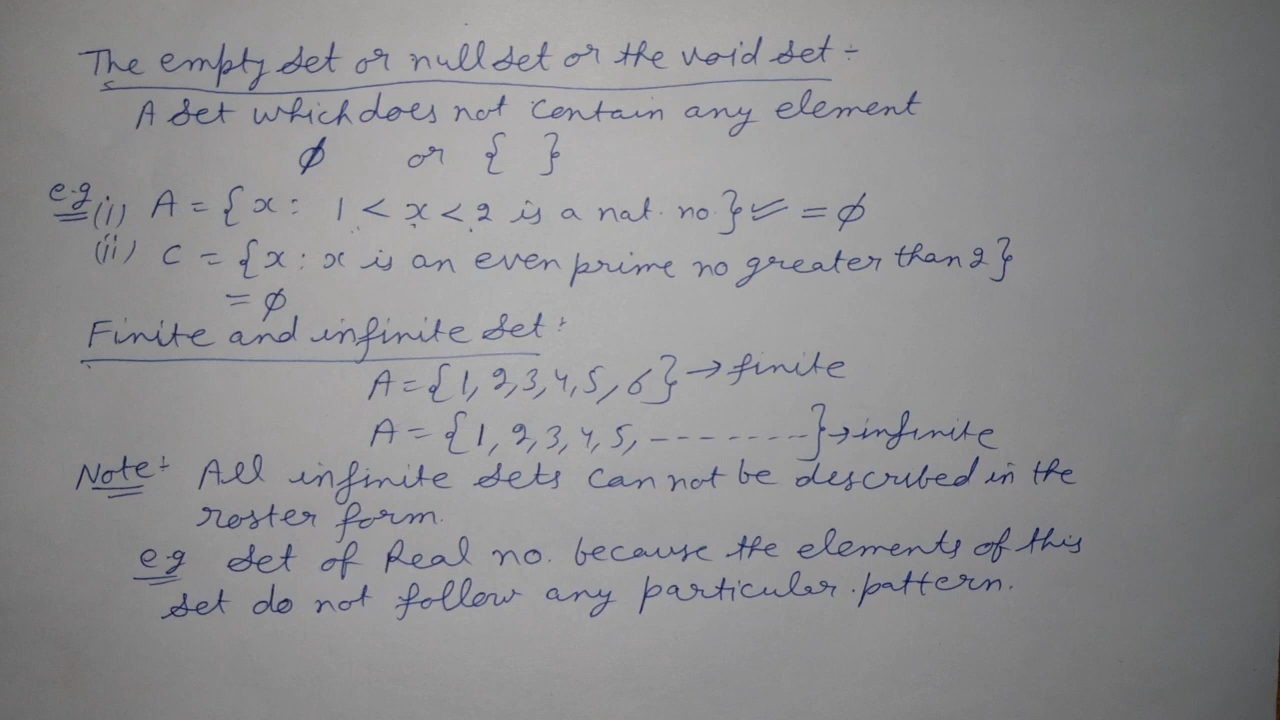 The empty set or null set or the void set :-
A set which does not contain any element
ϕ or { }
e.g (i) A = {x : 1 < x < 2 is a nat. no.} = ϕ
(ii) C = {x : x is an even prime no greater than 2}
= ϕ
Finite and infinite set :
A = {1, 2, 3, 4, 5, 6} → finite
A = {1, 2, 3, 4, 5, --------} → infinite
Note :- All infinite sets can not be described in the
roster form.
e.g set of Real no. because the elements of this
set do not follow any particular pattern.